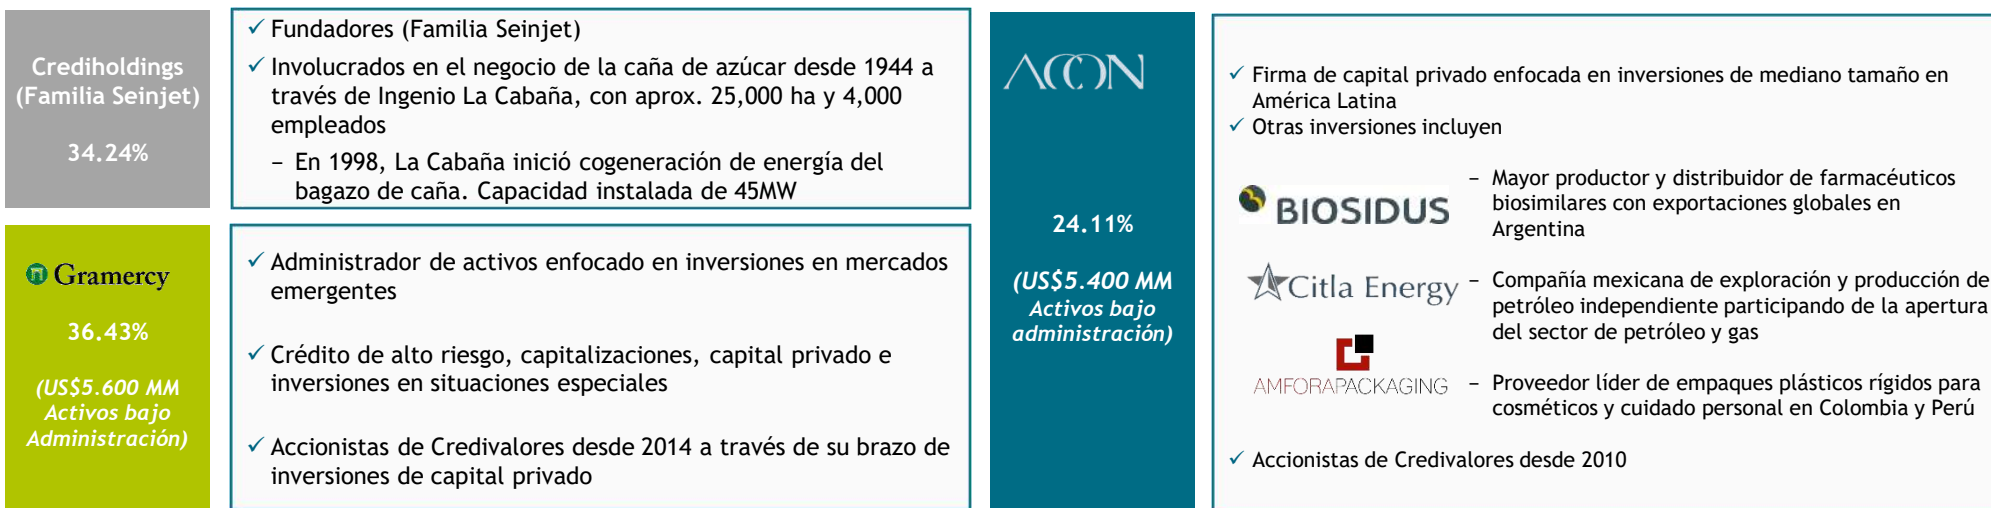 Crediholdings
(Familia Seinjet)
34.24%
✓ Fundadores (Familia Seinjet)
✓ Involucrados en el negocio de la caña de azúcar desde 1944 a
través de Ingenio La Cabaña, con aprox. 25,000 ha y 4,000
empleados
– En 1998, La Cabaña inició cogeneración de energía del
bagazo de caña. Capacidad instalada de 45MW
Gramercy
36.43%
(US$5.600 MM
Activos bajo
Administración)
✓ Administrador de activos enfocado en inversiones en mercados
emergentes
✓ Crédito de alto riesgo, capitalizaciones, capital privado e
inversiones en situaciones especiales
✓ Accionistas de Credivalores desde 2014 a través de su brazo de
inversiones de capital privado
ACON
24.11%
(US$5.400 MM
Activos bajo
administración)
✓ Firma de capital privado enfocada en inversiones de mediano tamaño en
América Latina
✓ Otras inversiones incluyen
BIOSIDUS
– Mayor productor y distribuidor de farmacéuticos
biosimilares con exportaciones globales en
Argentina
Citla Energy
– Compañía mexicana de exploración y producción de
petróleo independiente participando de la apertura
del sector de petróleo y gas
AMFORAPACKAGING
– Proveedor líder de empaques plásticos rígidos para
cosméticos y cuidado personal en Colombia y Perú
✓ Accionistas de Credivalores desde 2010